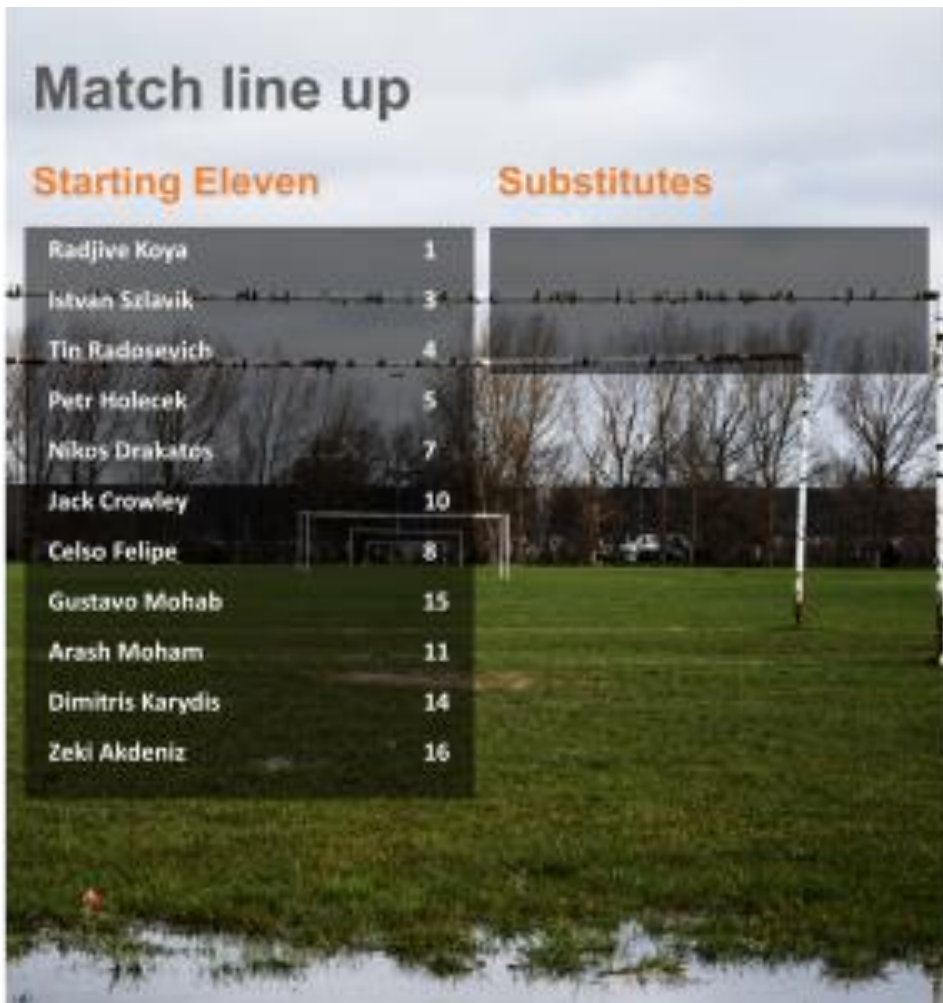 Match line up
Starting Eleven
Substitutes
Radjive Koya 1
Istvan Szlavik 3
Tin Radosevich 4
Petr Holecek 5
Nikos Drakatos 7
Jack Crowley 10
Celso Felipe 8
Gustavo Mohab 15
Arash Moham 11
Dimitris Karydis 14
Zeki Akdeniz 16